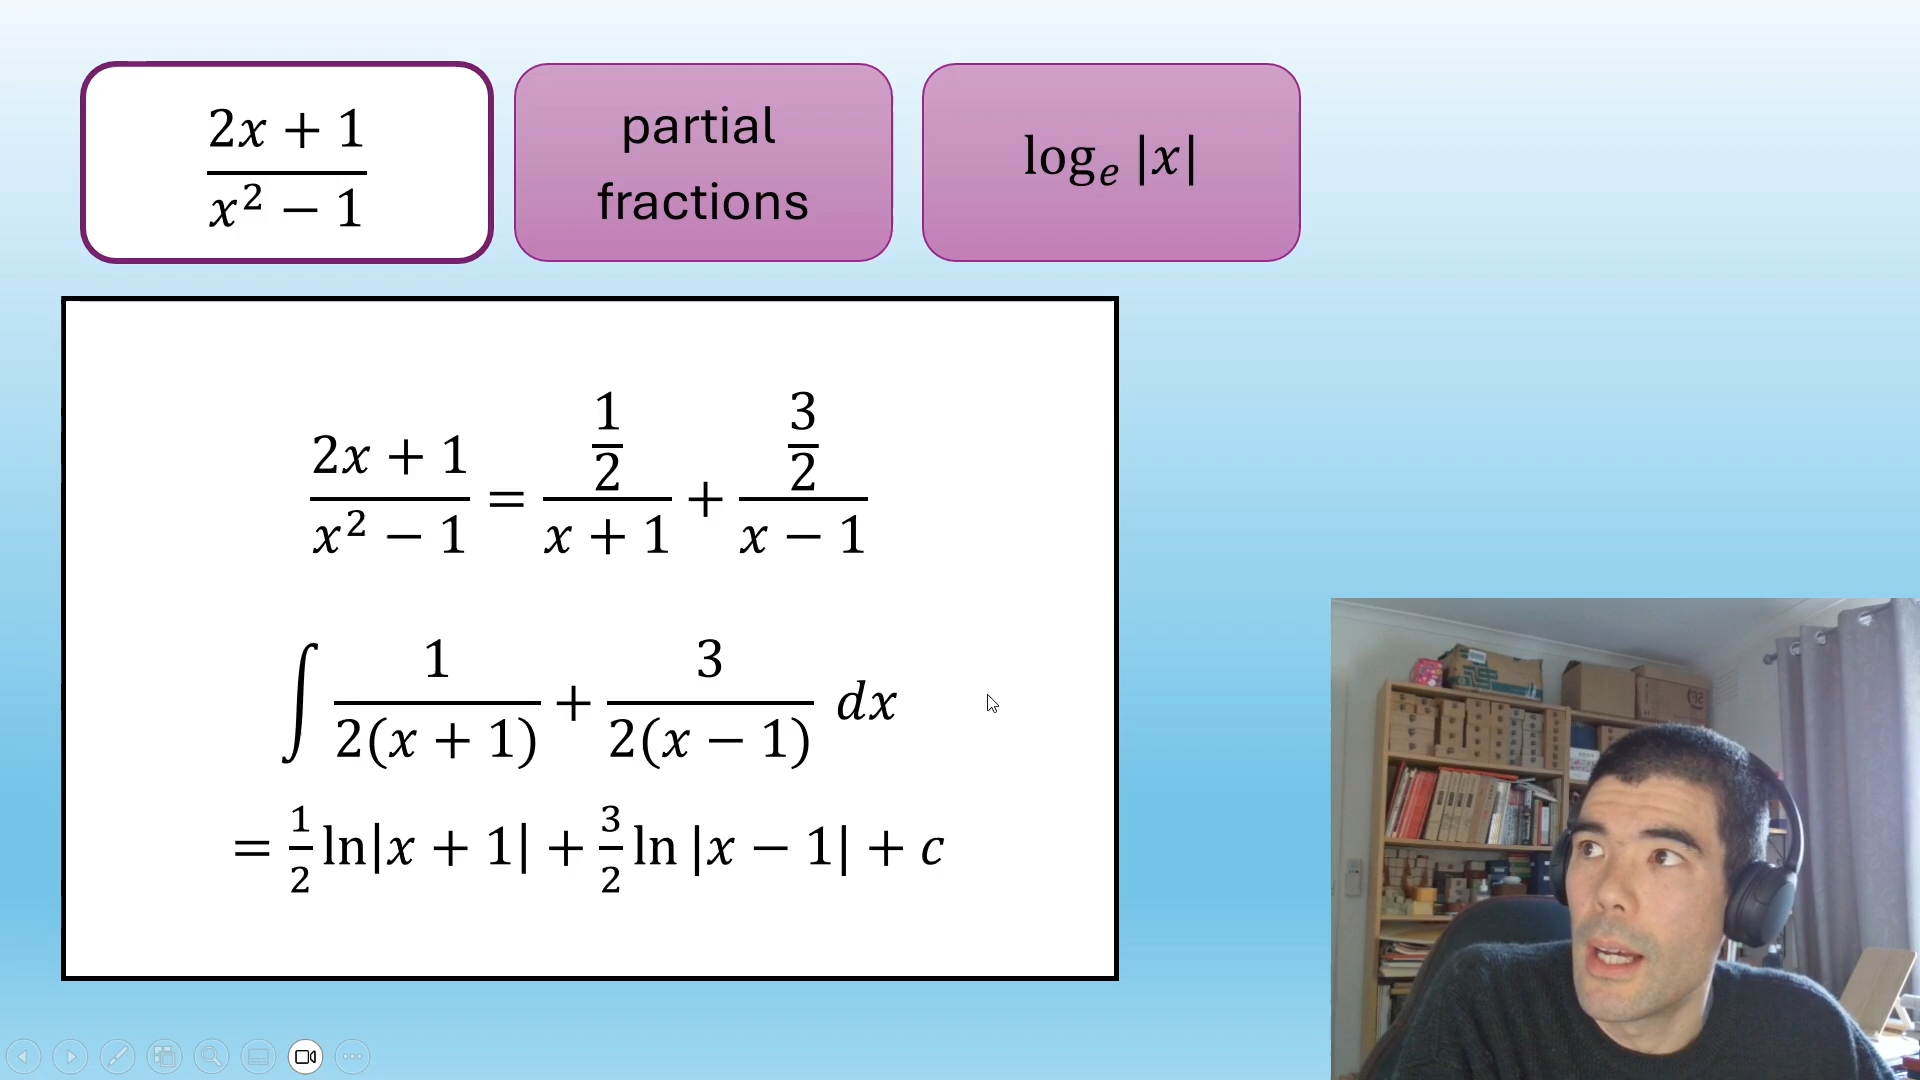 2x + 1
x² − 1
partial
fractions
logₑ |x|
(2x + 1)/(x² − 1) = (1/2)/(x + 1) + (3/2)/(x − 1)
∫ 1/(2(x + 1)) + 3/(2(x − 1)) dx
= 1/2 ln|x + 1| + 3/2 ln |x − 1| + c